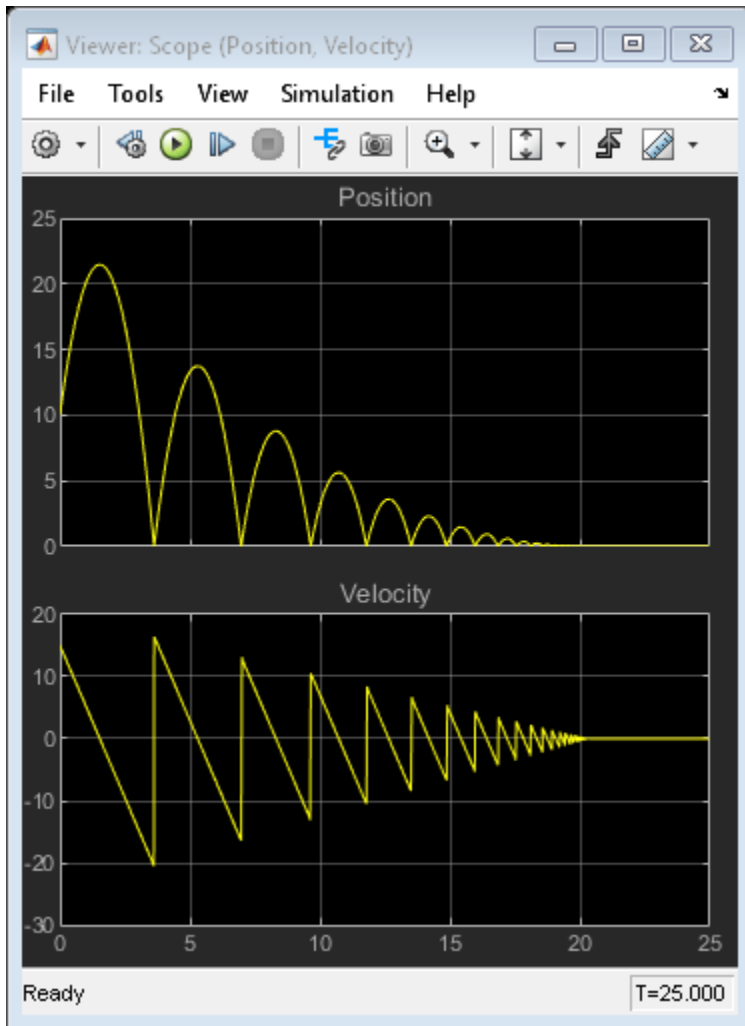 Viewer: Scope (Position, Velocity)
File Tools View Simulation Help
Position
25
20
15
10
5
0
Velocity
20
10
0
-10
-20
-30
0 5 10 15 20 25
Ready T=25.000